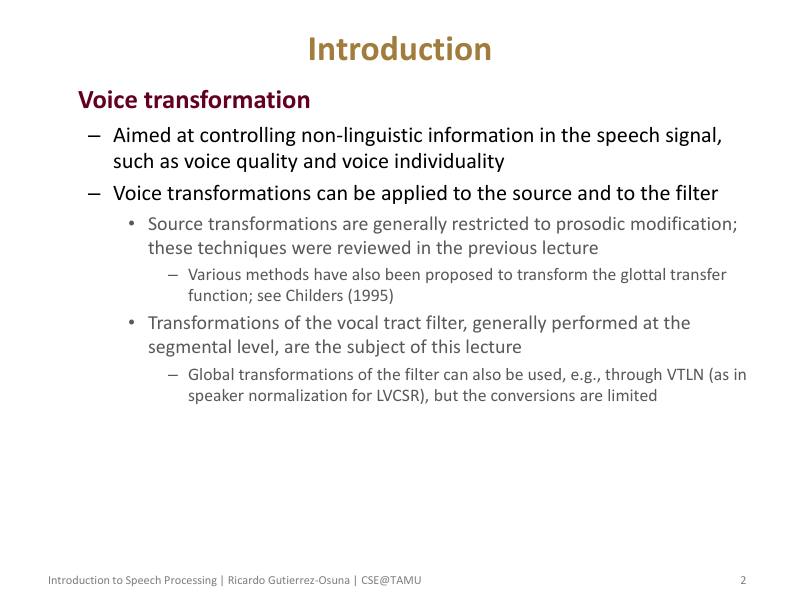 Introduction
Voice transformation
– Aimed at controlling non-linguistic information in the speech signal,
such as voice quality and voice individuality
– Voice transformations can be applied to the source and to the filter
• Source transformations are generally restricted to prosodic modification;
these techniques were reviewed in the previous lecture
– Various methods have also been proposed to transform the glottal transfer
function; see Childers (1995)
• Transformations of the vocal tract filter, generally performed at the
segmental level, are the subject of this lecture
– Global transformations of the filter can also be used, e.g., through VTLN (as in
speaker normalization for LVCSR), but the conversions are limited
Introduction to Speech Processing | Ricardo Gutierrez-Osuna | CSE@TAMU 2